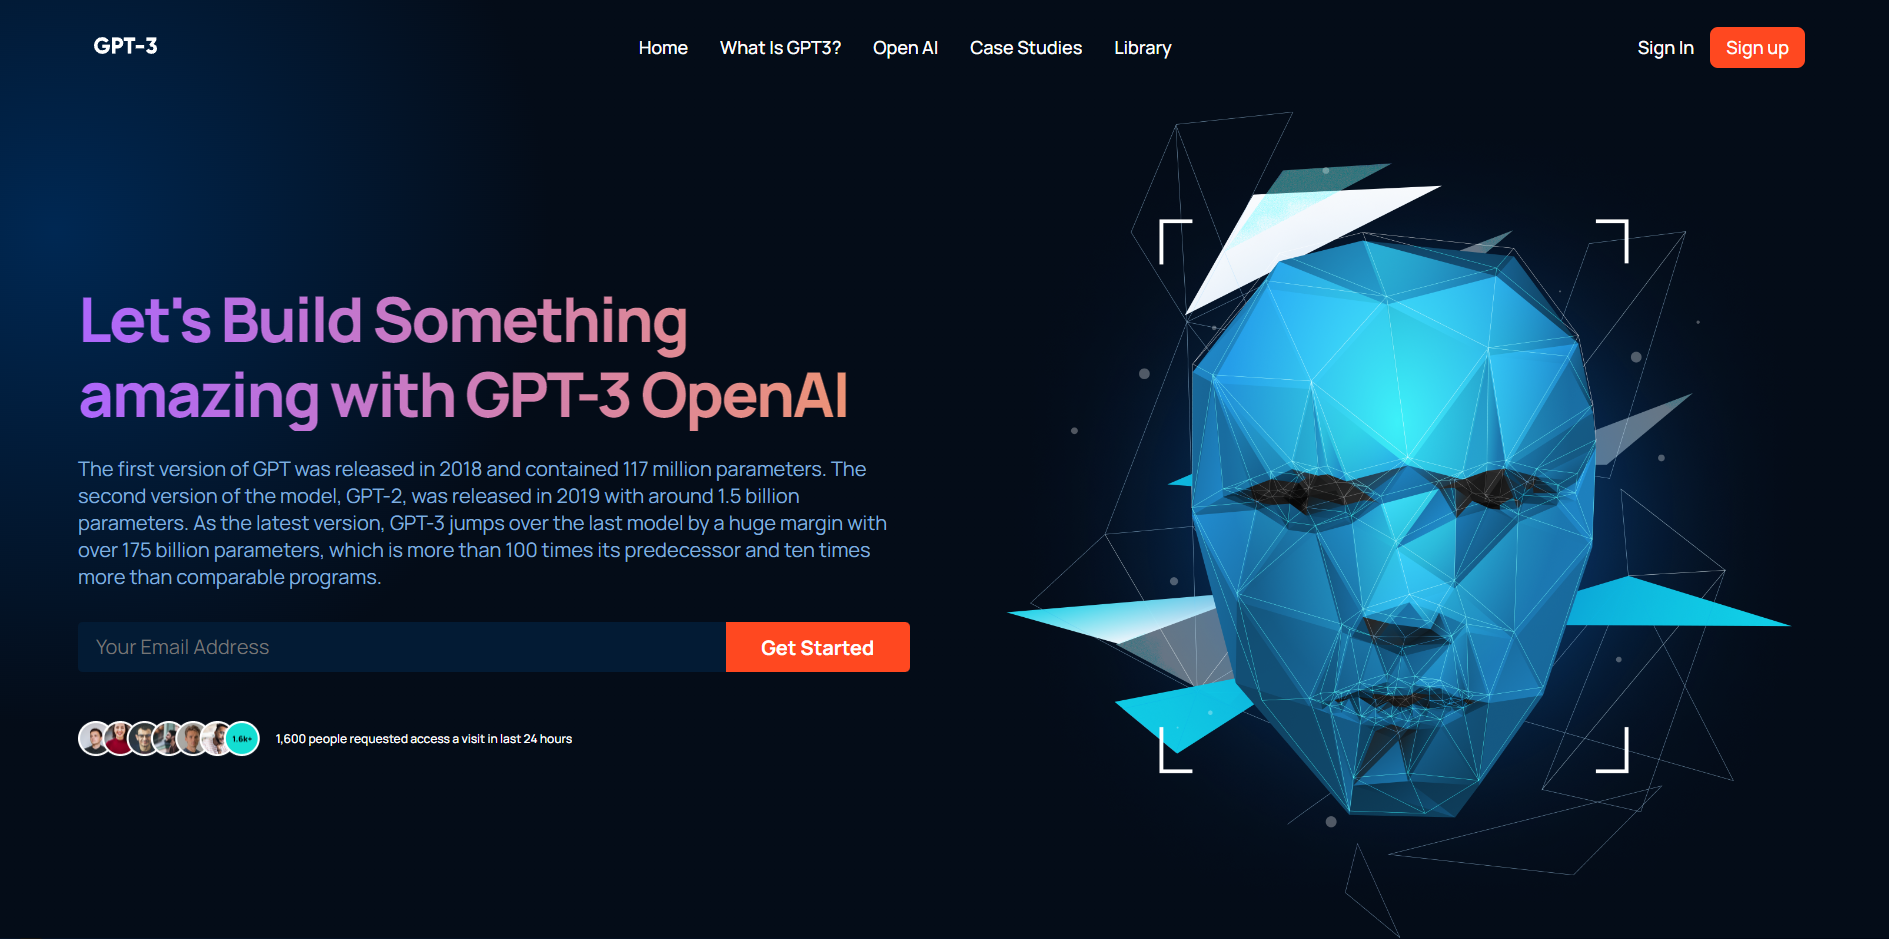 GPT-3
Home
What Is GPT3?
Open AI
Case Studies
Library
Sign In
Sign up
Let's Build Something
amazing with GPT-3 OpenAI
The first version of GPT was released in 2018 and contained 117 million parameters. The
second version of the model, GPT-2, was released in 2019 with around 1.5 billion
parameters. As the latest version, GPT-3 jumps over the last model by a huge margin with
over 175 billion parameters, which is more than 100 times its predecessor and ten times
more than comparable programs.
Your Email Address
Get Started
1.6k+
1,600 people requested access a visit in last 24 hours